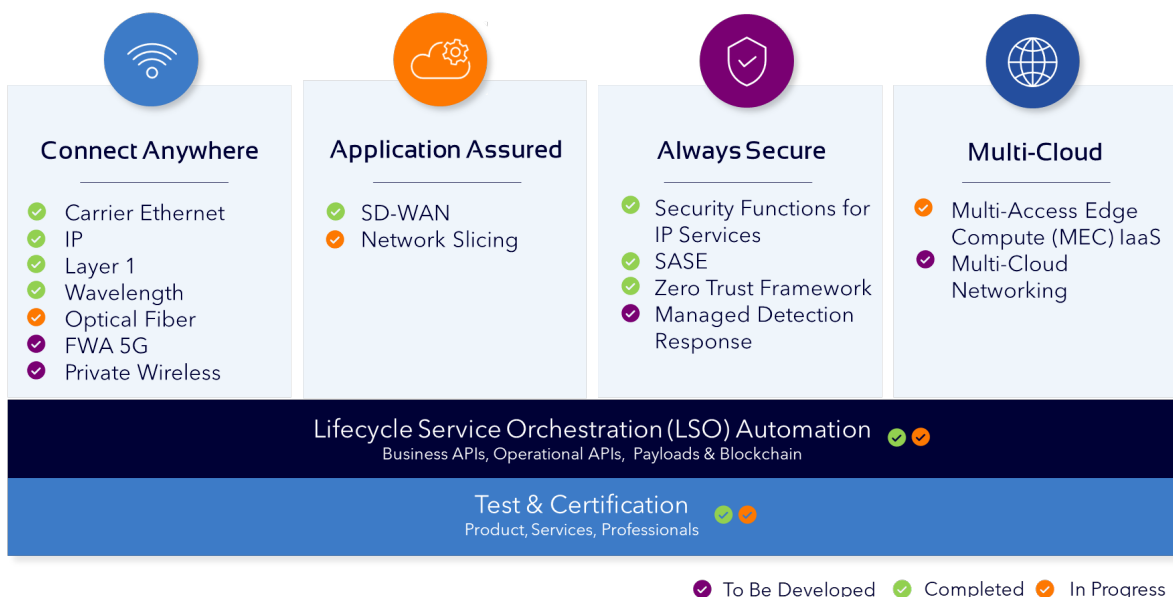 Connect Anywhere
Carrier Ethernet
IP
Layer 1
Wavelength
Optical Fiber
FWA 5G
Private Wireless
Application Assured
SD-WAN
Network Slicing
Always Secure
Security Functions for
IP Services
SASE
Zero Trust Framework
Managed Detection
Response
Multi-Cloud
Multi-Access Edge
Compute (MEC) IaaS
Multi-Cloud
Networking
Lifecycle Service Orchestration (LSO) Automation
Business APIs, Operational APIs, Payloads & Blockchain
Test & Certification
Product, Services, Professionals
To Be Developed Completed In Progress